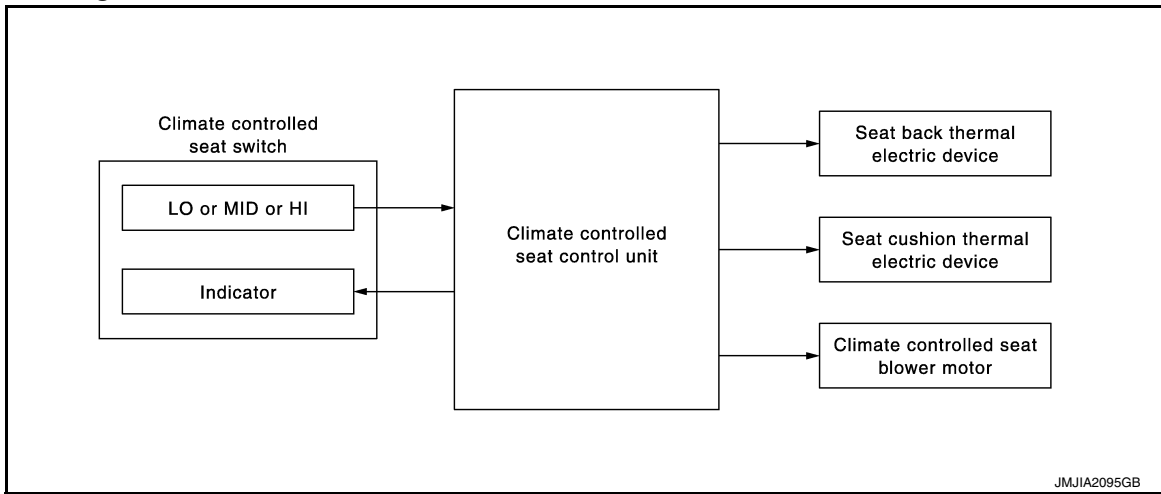 Climate controlled
seat switch
LO or MID or HI
Indicator
Climate controlled
seat control unit
Seat back thermal
electric device
Seat cushion thermal
electric device
Climate controlled seat
blower motor
JMJIA2095GB